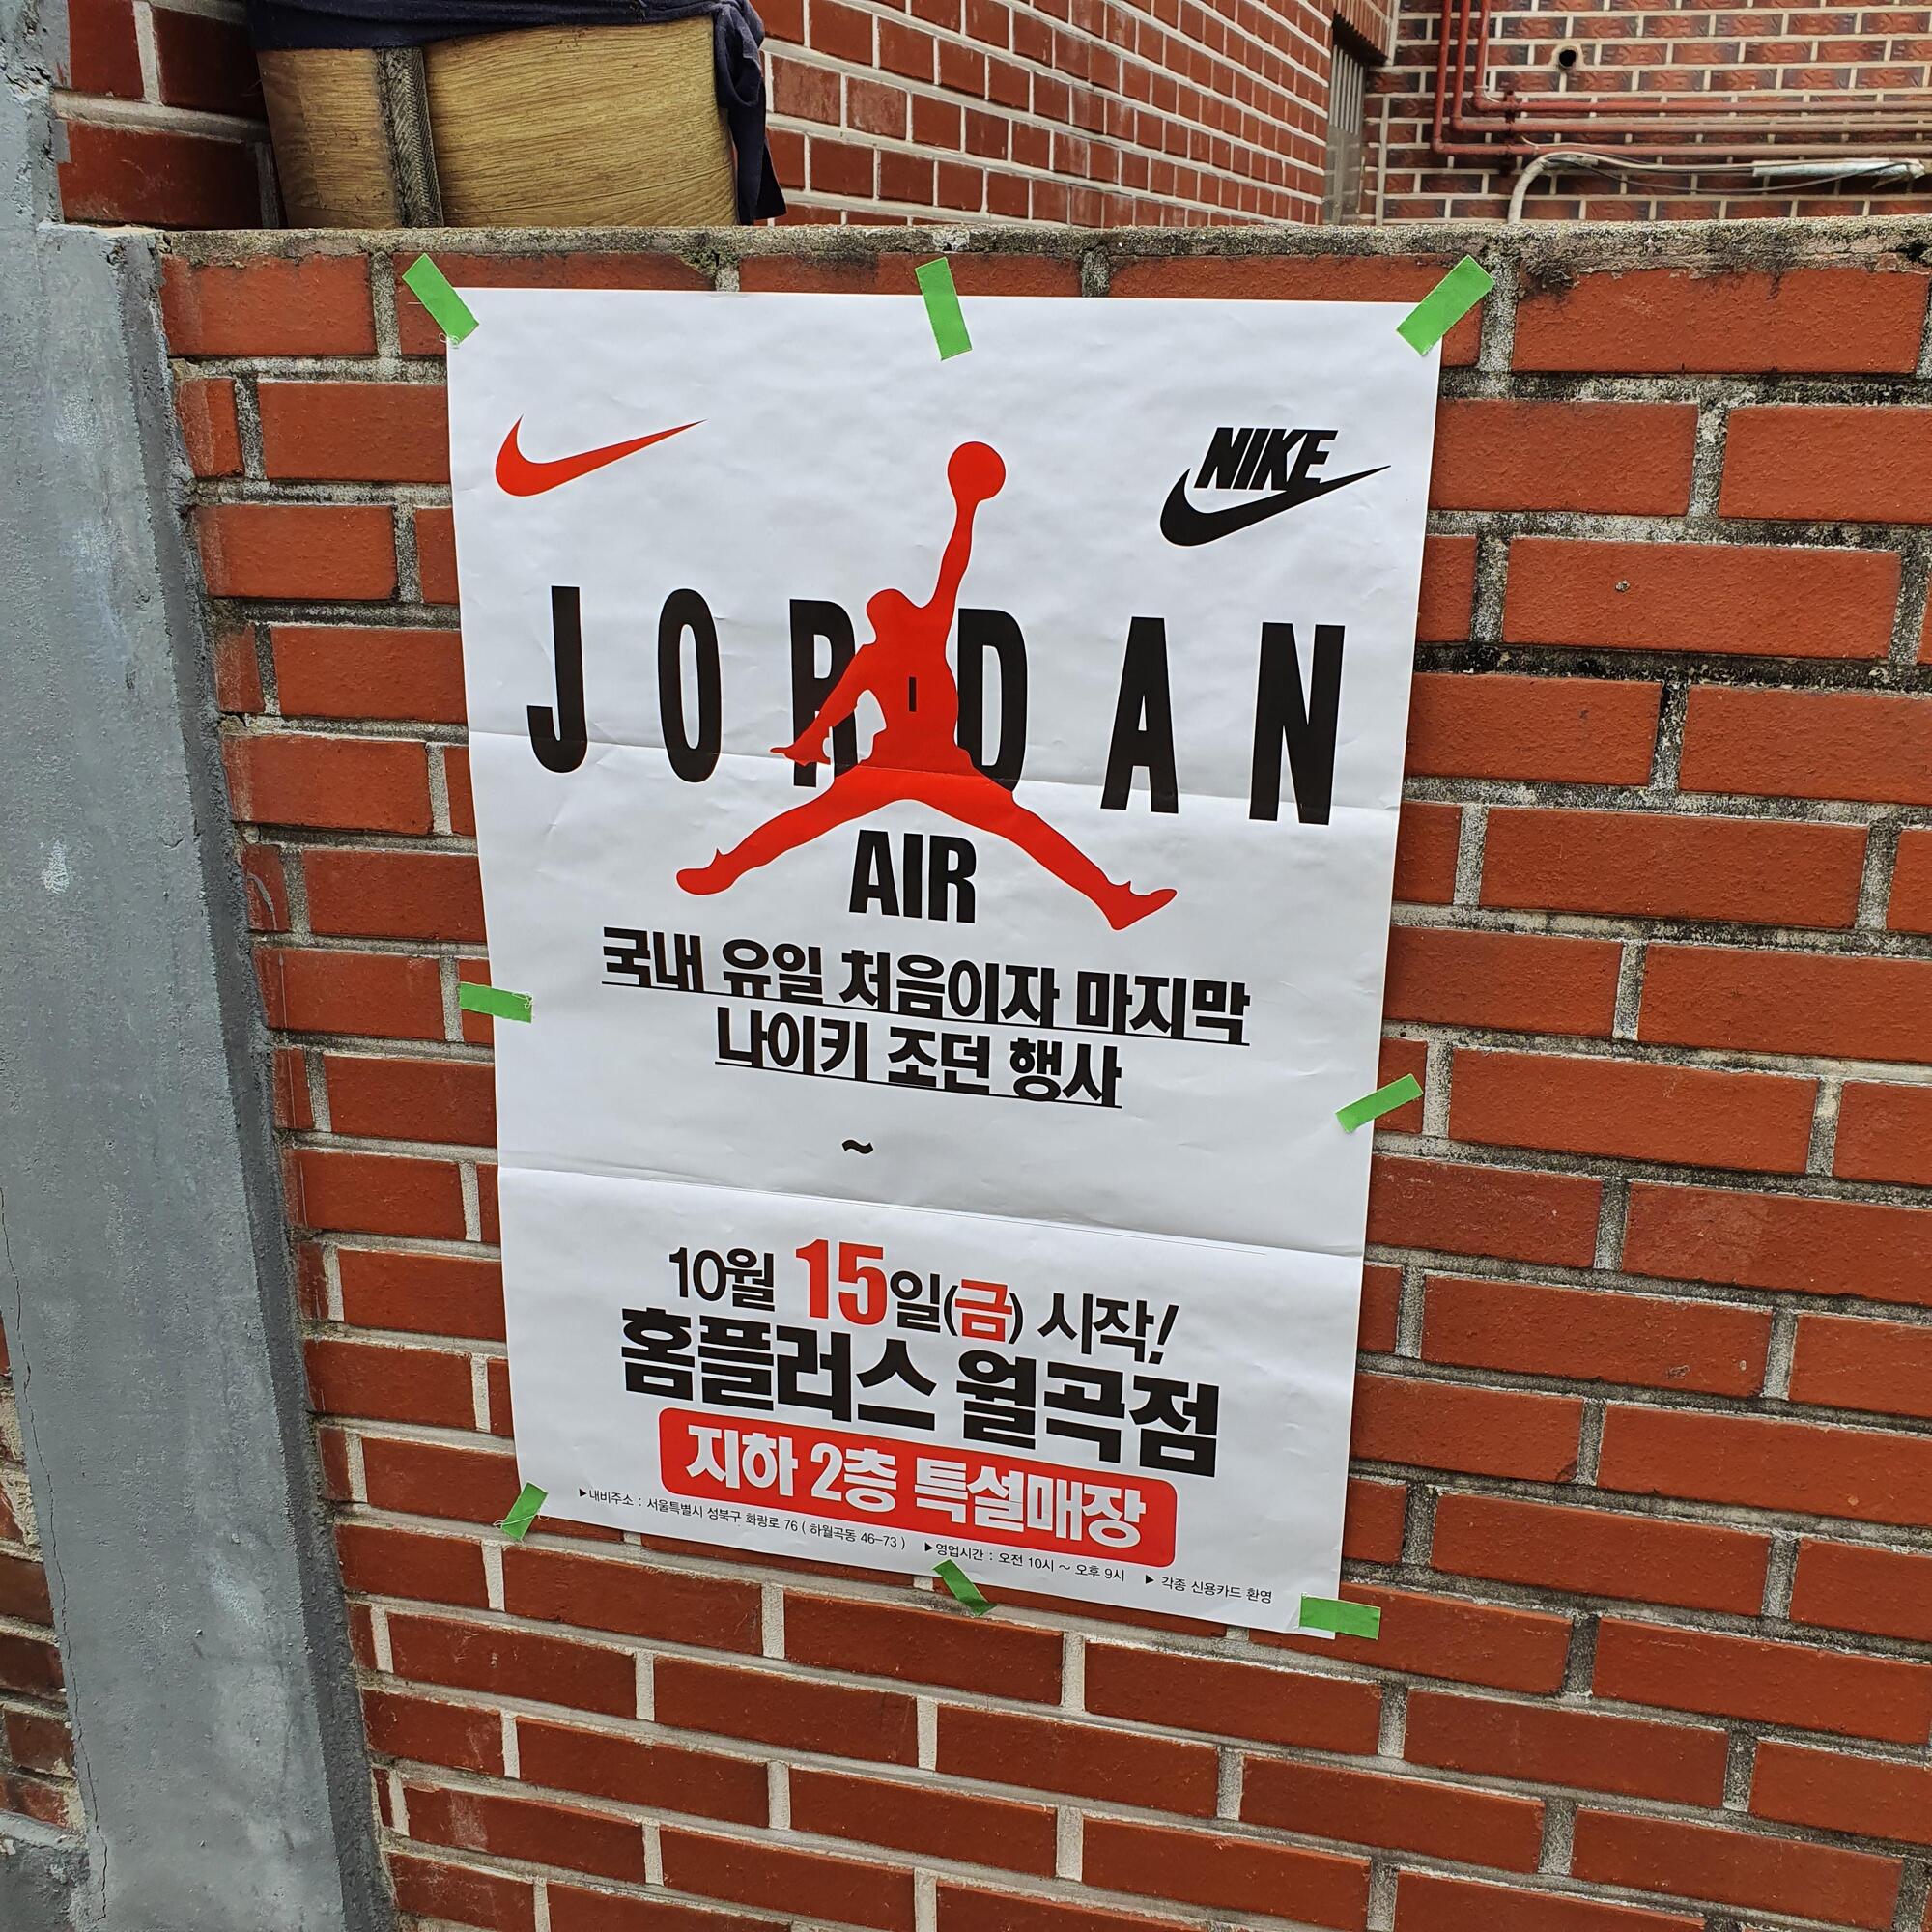 NIKE
JORDAN
AIR
국내 유일 처음이자 마지막
나이키 조던 행사
~
10월 15일(금) 시작!
홈플러스 월곡점
지하 2층 특설매장
▶내비주소 : 서울특별시 성북구 화랑로 76 ( 하월곡동 46-73 ) ▶영업시간 : 오전 10시 ~ 오후 9시 ▶ 각종 신용카드 환영